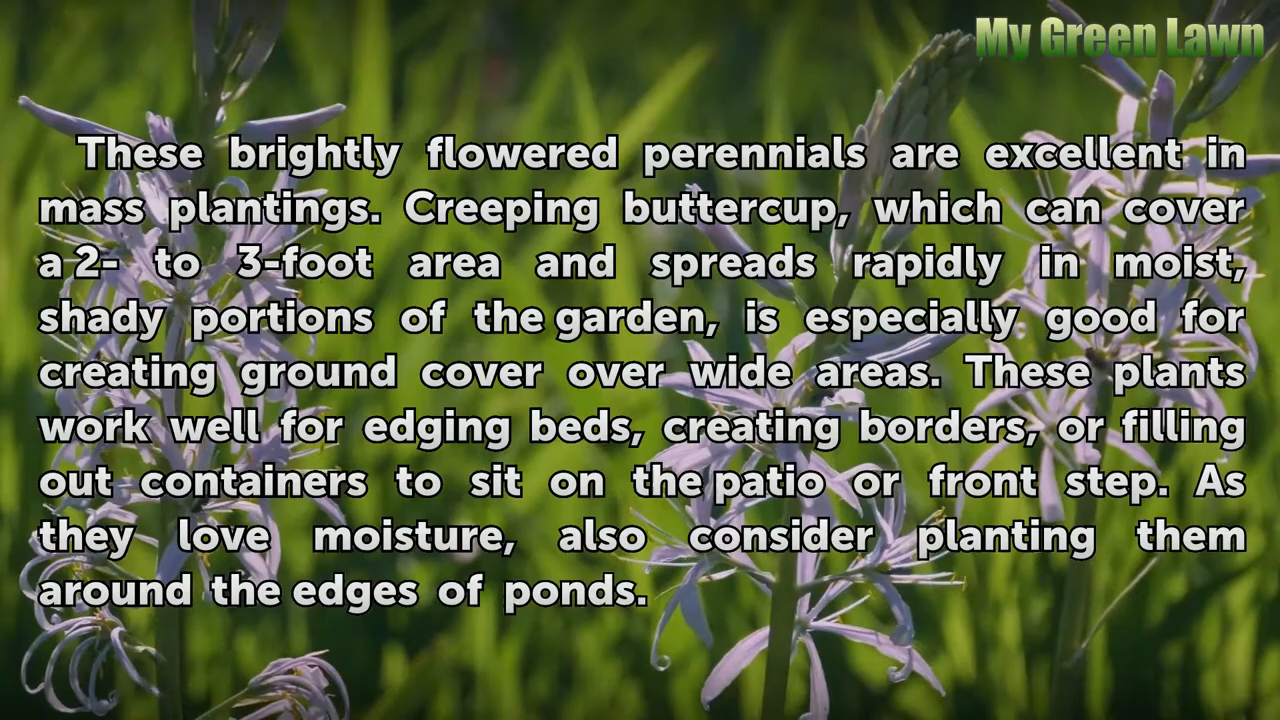 My Green Lawn
These brightly flowered perennials are excellent in
mass plantings. Creeping buttercup, which can cover
a 2- to 3-foot area and spreads rapidly in moist,
shady portions of the garden, is especially good for
creating ground cover over wide areas. These plants
work well for edging beds, creating borders, or filling
out containers to sit on the patio or front step. As
they love moisture, also consider planting them
around the edges of ponds.